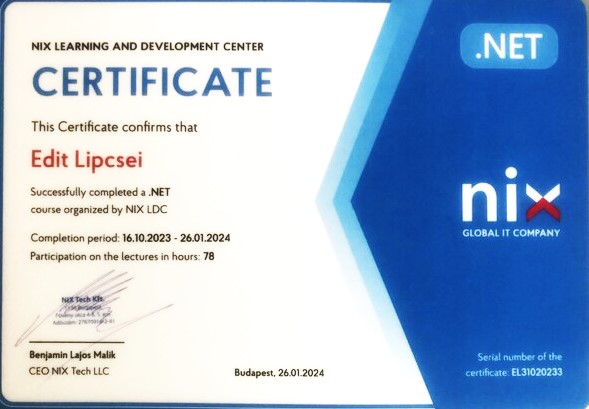 NIX LEARNING AND DEVELOPMENT CENTER
CERTIFICATE
This Certificate confirms that
Edit Lipcsei
Successfully completed a .NET
course organized by NIX LDC
Completion period: 16.10.2023 - 26.01.2024
Participation on the lectures in hours: 78
NIX Tech Kft.
Benjamin Lajos Malik
CEO NIX Tech LLC
Budapest, 26.01.2024
.NET
nix
GLOBAL IT COMPANY
Serial number of the
certificate: EL31020233